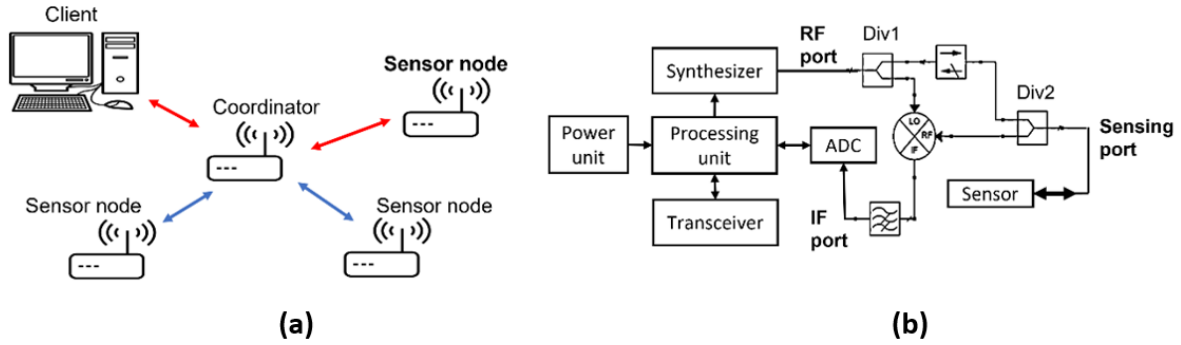 Client
Sensor node
Coordinator
Sensor node
Sensor node
(a)
RF
port
Div1
Synthesizer
Div2
Power
unit
Processing
unit
ADC
LO
RF
IF
Sensing
port
Sensor
Transceiver
IF
port
(b)